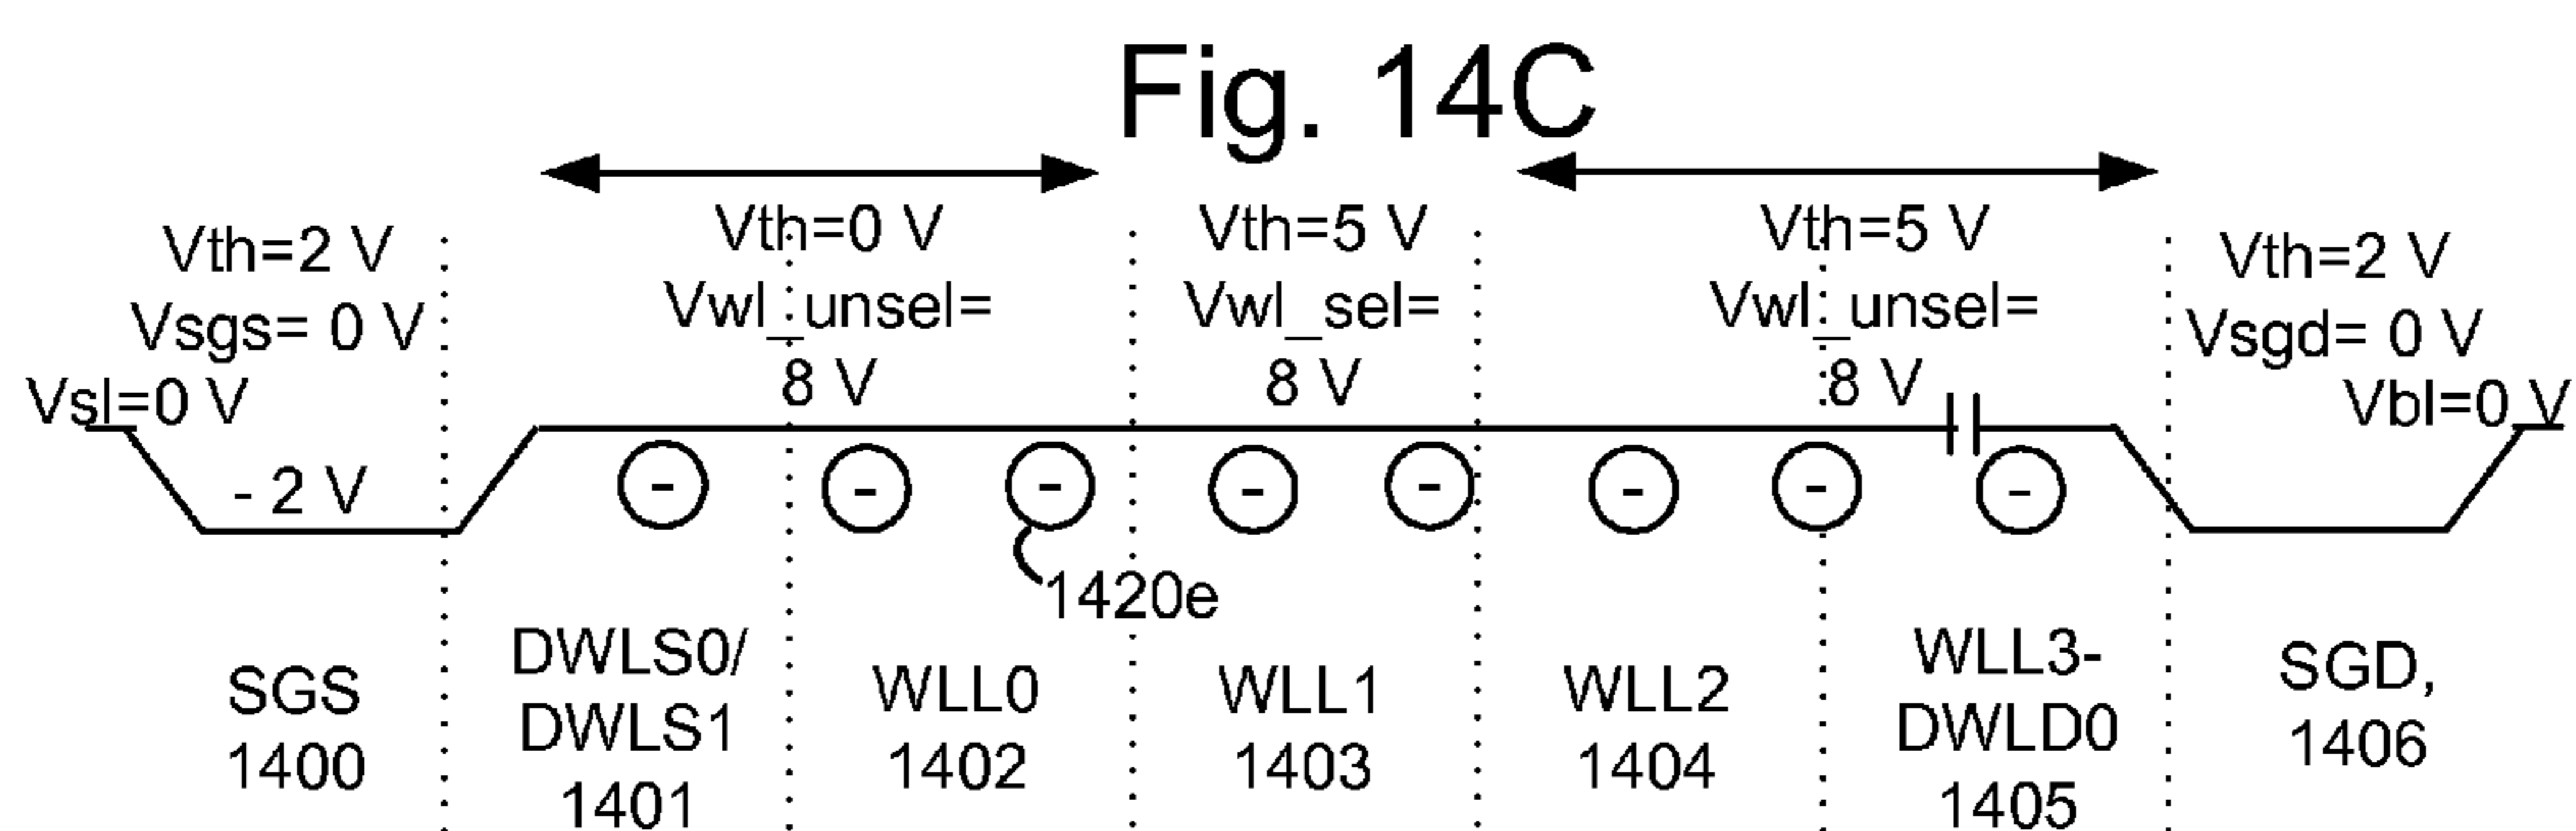 Fig. 14C
Vth=2 V
Vsgs= 0 V
Vsl=0 V
- 2 V
Vth=0 V
Vwl_unsel=
8 V
Vth=5 V
Vwl_sel=
8 V
Vth=5 V
Vwl_unsel=
8 V
Vth=2 V
Vsgd= 0 V
Vbl=0 V
-
-
-
-
-
-
-
-
1420e
SGS
1400
DWLS0/
DWLS1
1401
WLL0
1402
WLL1
1403
WLL2
1404
WLL3-
DWLD0
1405
SGD,
1406